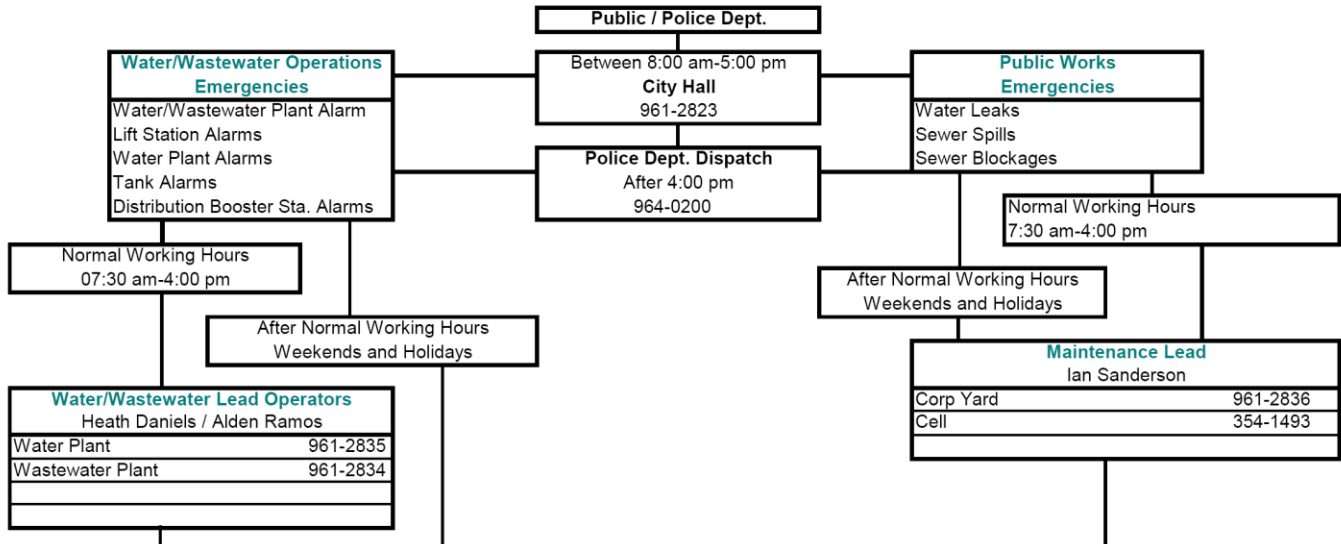 Public / Police Dept.
Between 8:00 am-5:00 pm
City Hall
961-2823
Police Dept. Dispatch
After 4:00 pm
964-0200
Water/Wastewater Operations
Emergencies
Water/Wastewater Plant Alarm
Lift Station Alarms
Water Plant Alarms
Tank Alarms
Distribution Booster Sta. Alarms
Public Works
Emergencies
Water Leaks
Sewer Spills
Sewer Blockages
Normal Working Hours
07:30 am-4:00 pm
After Normal Working Hours
Weekends and Holidays
Normal Working Hours
7:30 am-4:00 pm
After Normal Working Hours
Weekends and Holidays
Water/Wastewater Lead Operators
Heath Daniels / Alden Ramos
Water Plant 961-2835
Wastewater Plant 961-2834
Maintenance Lead
Ian Sanderson
Corp Yard 961-2836
Cell 354-1493